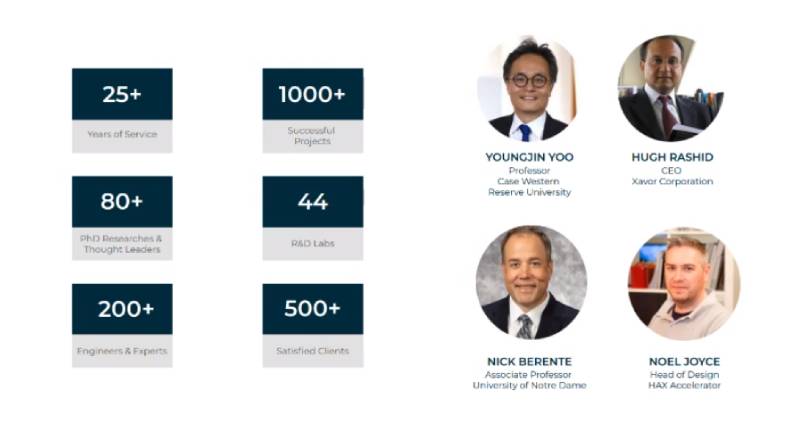 25+
Years of Service
1000+
Successful
Projects
80+
PhD Researches &
Thought Leaders
44
R&D Labs
200+
Engineers & Experts
500+
Satisfied Clients
YOUNGJIN YOO
Professor
Case Western
Reserve University
HUGH RASHID
CEO
Xavor Corporation
NICK BERENTE
Associate Professor
University of Notre Dame
NOEL JOYCE
Head of Design
HAX Accelerator